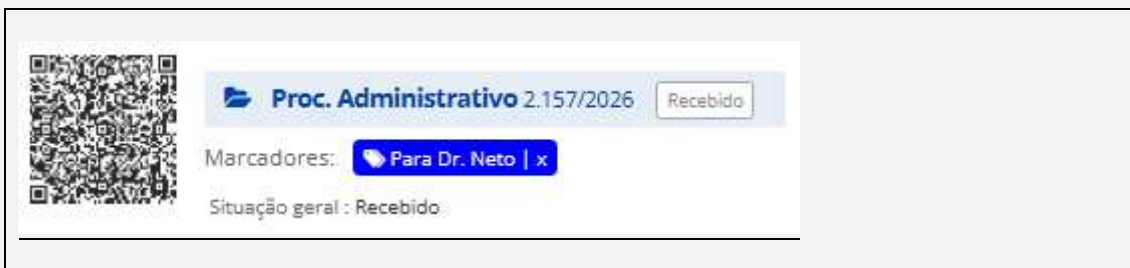 Proc. Administrativo 2.157/2026 Recebido
Marcadores: Para Dr. Neto | x
Situação geral : Recebido